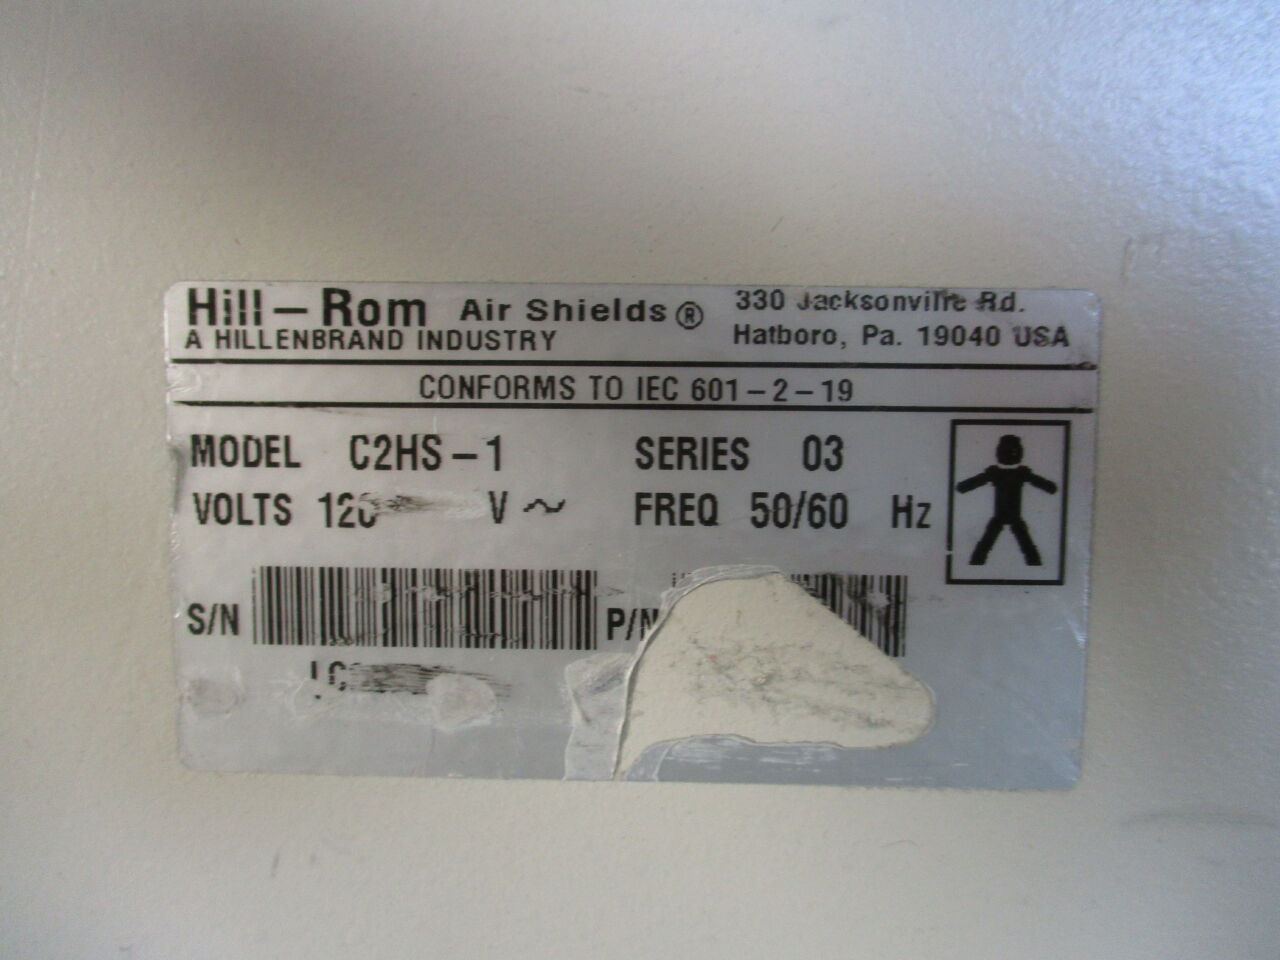 Hill-Rom Air Shields® 330 Jacksonville Rd.
A HILLENBRAND INDUSTRY Hatboro, Pa. 19040 USA
CONFORMS TO IEC 601-2-19
MODEL C2HS-1 SERIES 03
VOLTS 120 V ~ FREQ 50/60 Hz
S/N P/N